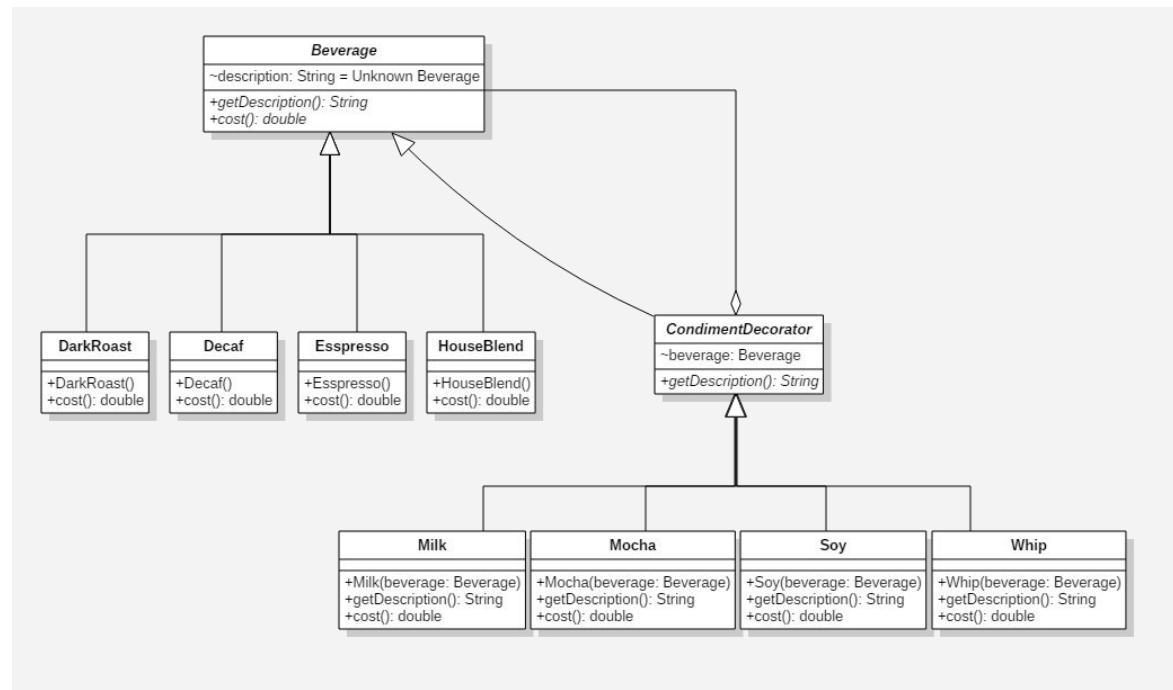 Beverage
~description: String = Unknown Beverage
+getDescription(): String
+cost(): double
DarkRoast
+DarkRoast()
+cost(): double
Decaf
+Decaf()
+cost(): double
Esspresso
+Esspresso()
+cost(): double
HouseBlend
+HouseBlend()
+cost(): double
CondimentDecorator
~beverage: Beverage
+getDescription(): String
Milk
+Milk(beverage: Beverage)
+getDescription(): String
+cost(): double
Mocha
+Mocha(beverage: Beverage)
+getDescription(): String
+cost(): double
Soy
+Soy(beverage: Beverage)
+getDescription(): String
+cost(): double
Whip
+Whip(beverage: Beverage)
+getDescription(): String
+cost(): double